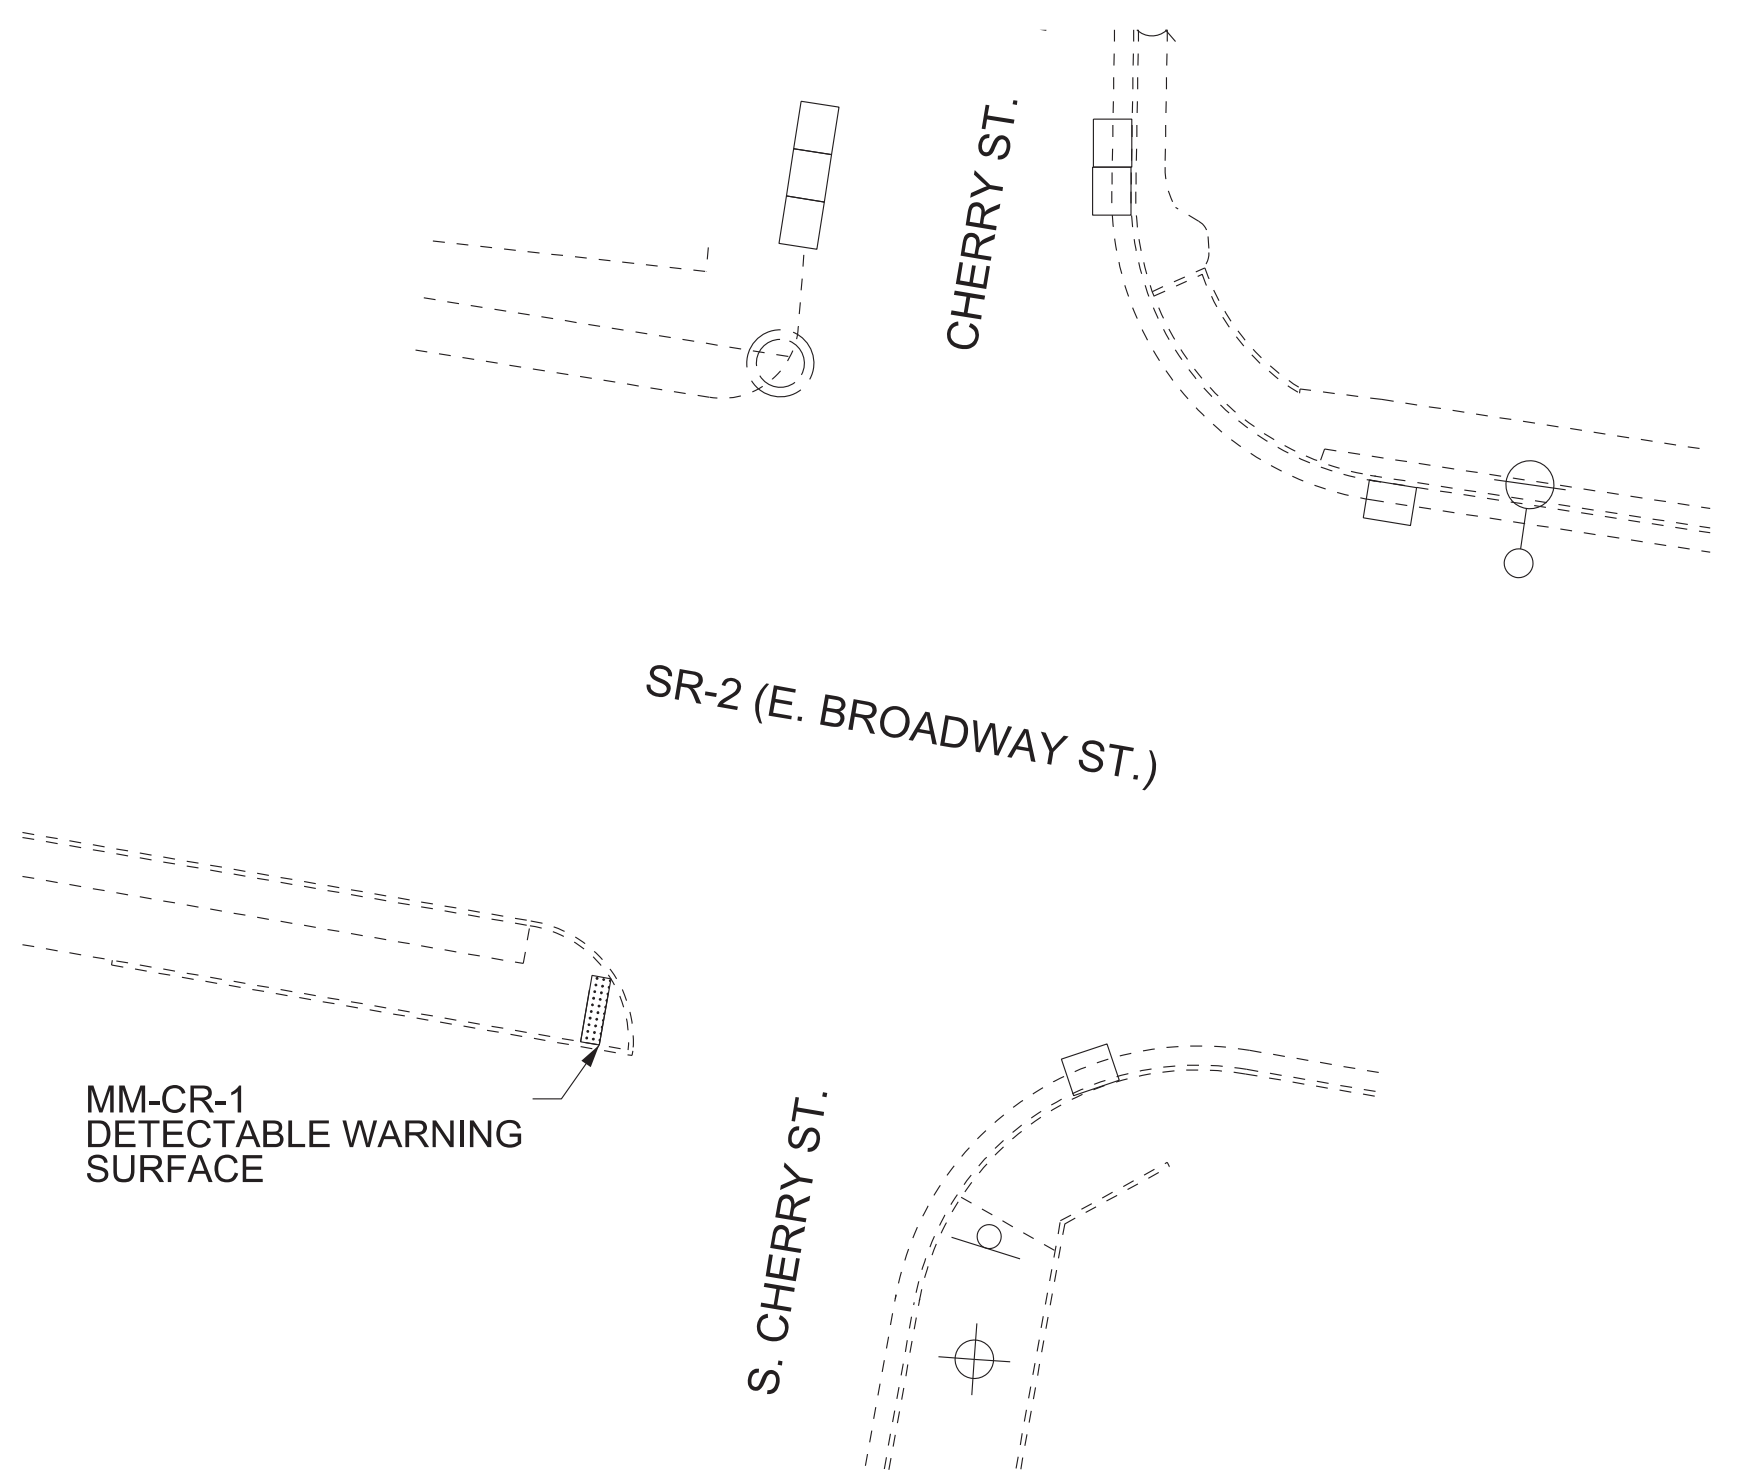 CHERRY ST.
SR-2 (E. BROADWAY ST.)
MM-CR-1
DETECTABLE WARNING
SURFACE
S. CHERRY ST.